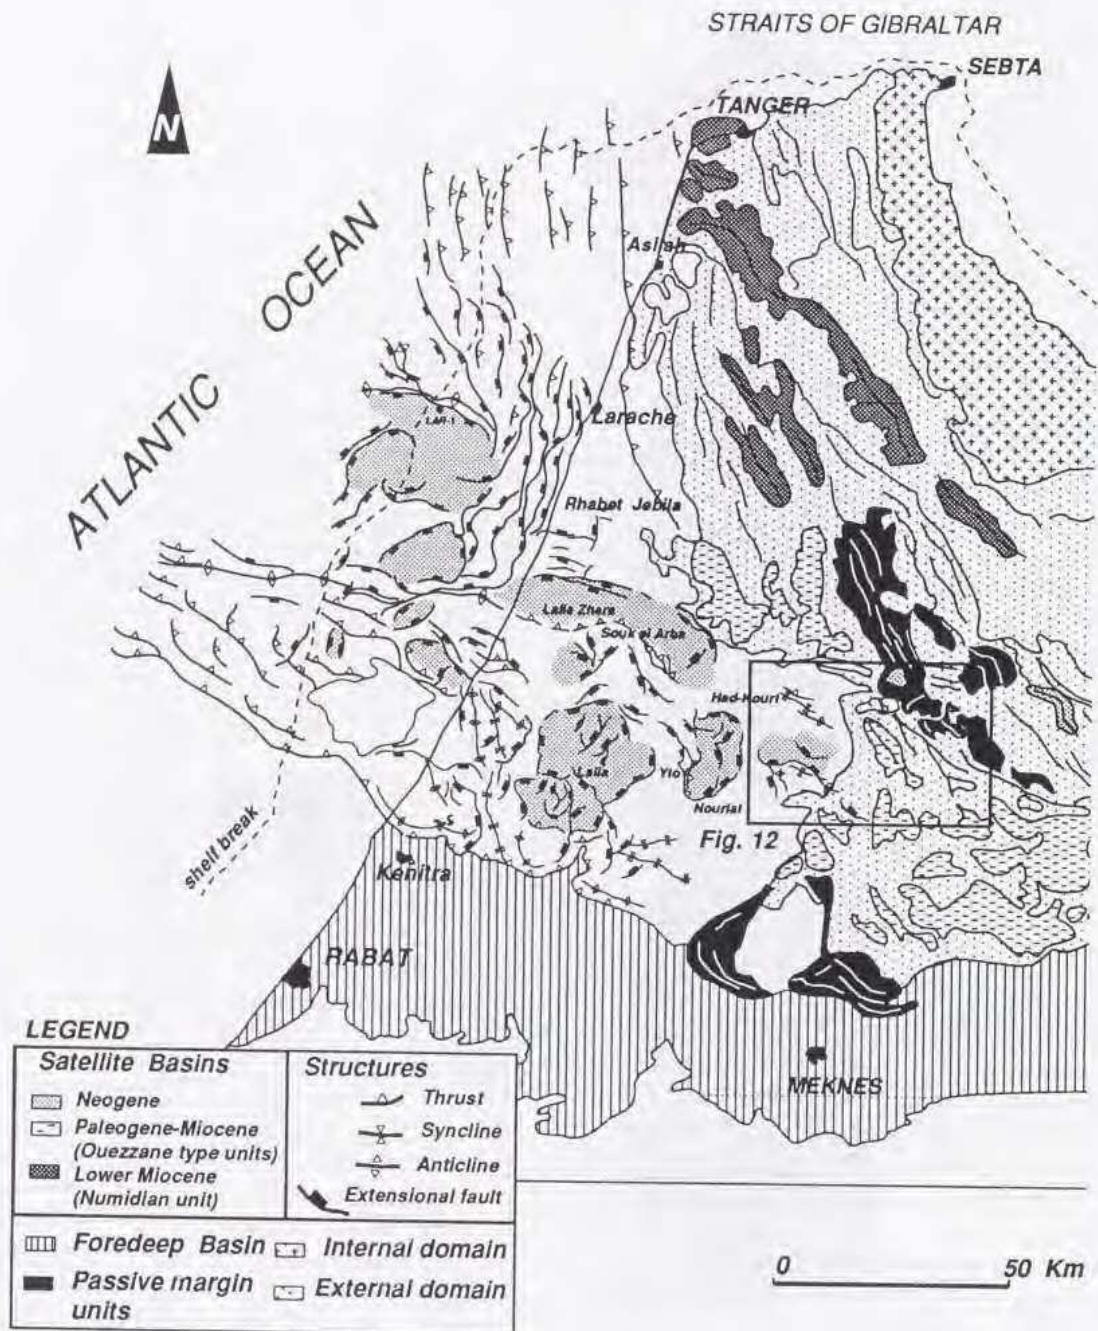 STRAITS OF GIBRALTAR
SEBTA
TANGER
N
ATLANTIC OCEAN
Asilah
LAR-1
Larache
Rhabet Jebila
Lalla Zhara
Souk el Arba
Had-Kourt
Lalla
Nourial
Fig. 12
shelf break
Kenitra
RABAT
MEKNES
LEGEND
Satellite Basins
Neogene
Paleogene-Miocene
(Ouezzane type units)
Lower Miocene
(Numidian unit)
Structures
Thrust
Syncline
Anticline
Extensional fault
Foredeep Basin
Internal domain
Passive margin
units
External domain
0 50 Km